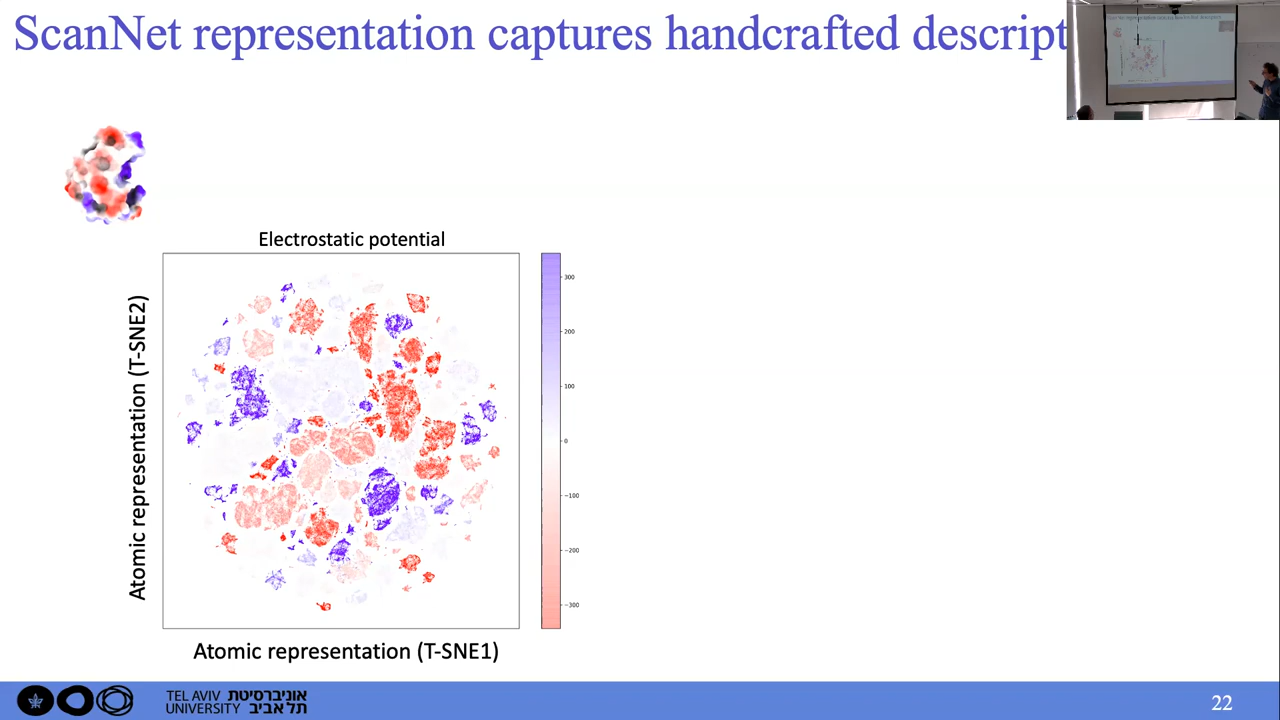 ScanNet representation captures handcrafted descript
Electrostatic potential
Atomic representation (T-SNE2)
300
200
100
0
−100
−200
−300
Atomic representation (T-SNE1)
TEL AVIV אוניברסיטת
UNIVERSITY תל אביב
22